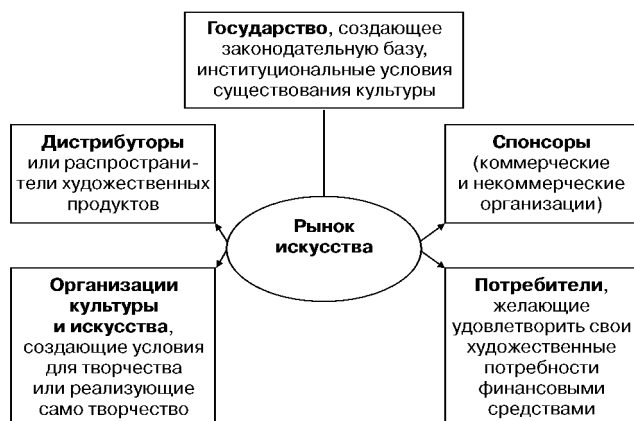 Государство, создающее
законодательную базу,
институциональные условия
существования культуры
Дистрибуторы
или распространи-
тели художественных
продуктов
Спонсоры
(коммерческие
и некоммерческие
организации)
Рынок
искусства
Организации
культуры
и искусства,
создающие условия
для творчества
или реализующие
само творчество
Потребители,
желающие
удовлетворить свои
художественные
потребности
финансовыми
средствами